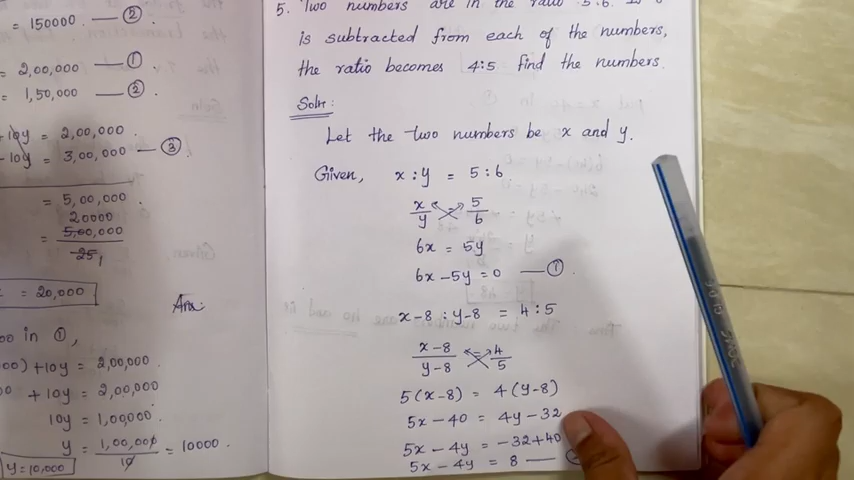 = 150000. — ②
= 2,00,000 — ①
= 1,50,000 — ②
+10y = 2,00,000
-10y = 3,00,000 — ③
= 5,00,000
20000
= 5,00,000
25
= 20,000
Ans:
in ①,
) + 10y = 2,00,000
+ 10y = 2,00,000
10y = 1,00,000
y = 1,00,000/10 = 10000.
y = 10,000
5. Two numbers are in the ratio 5:6. If 8
is subtracted from each of the numbers,
the ratio becomes 4:5 find the numbers.
Soln:
Let the two numbers be x and y.
Given, x : y = 5 : 6
x/y = 5/6
6x = 5y
6x - 5y = 0 — ①
x-8 : y-8 = 4 : 5
x-8/y-8 = 4/5
5(x-8) = 4(y-8)
5x - 40 = 4y - 32
5x - 4y = -32+40
5x - 4y = 8 —